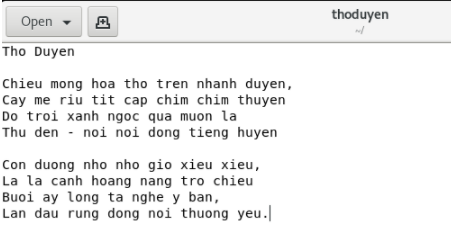 Open
thoduyen
~/
Tho Duyen
Chieu mong hoa tho tren nhanh duyen,
Cay me riu tit cap chim chim thuyen
Do troi xanh ngoc qua muon la
Thu den - noi noi dong tieng huyen
Con duong nho nho gio xieu xieu,
La la canh hoang nang tro chieu
Buoi ay long ta nghe y ban,
Lan dau rung dong noi thuong yeu.